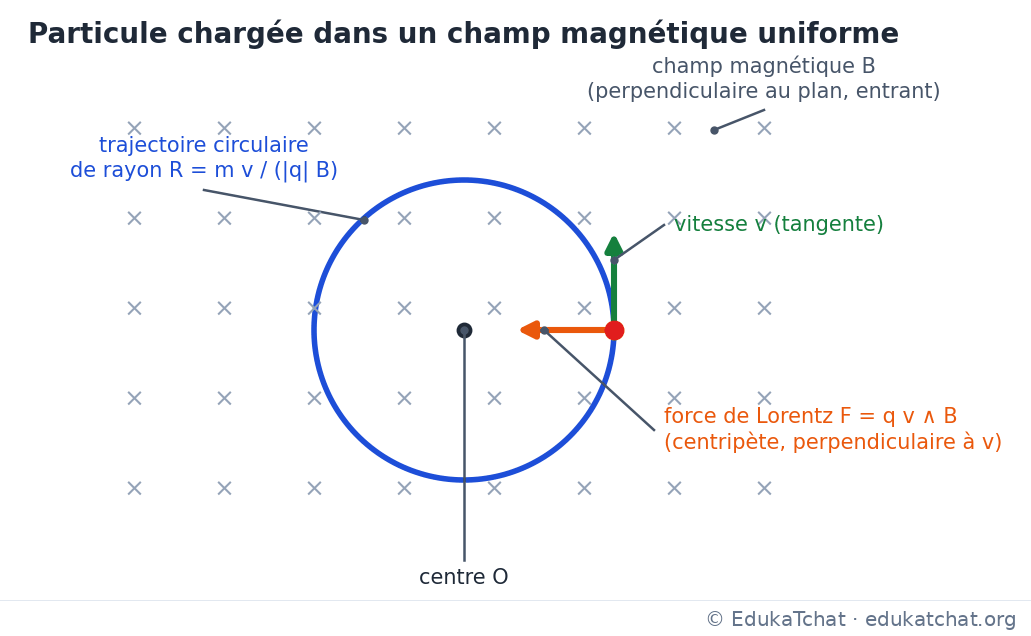 Particule chargée dans un champ magnétique uniforme
champ magnétique B
(perpendiculaire au plan, entrant)
trajectoire circulaire
de rayon R = m v / (|q| B)
vitesse v (tangente)
force de Lorentz F = q v ∧ B
(centripète, perpendiculaire à v)
centre O
© EdukaTchat · edukatchat.org